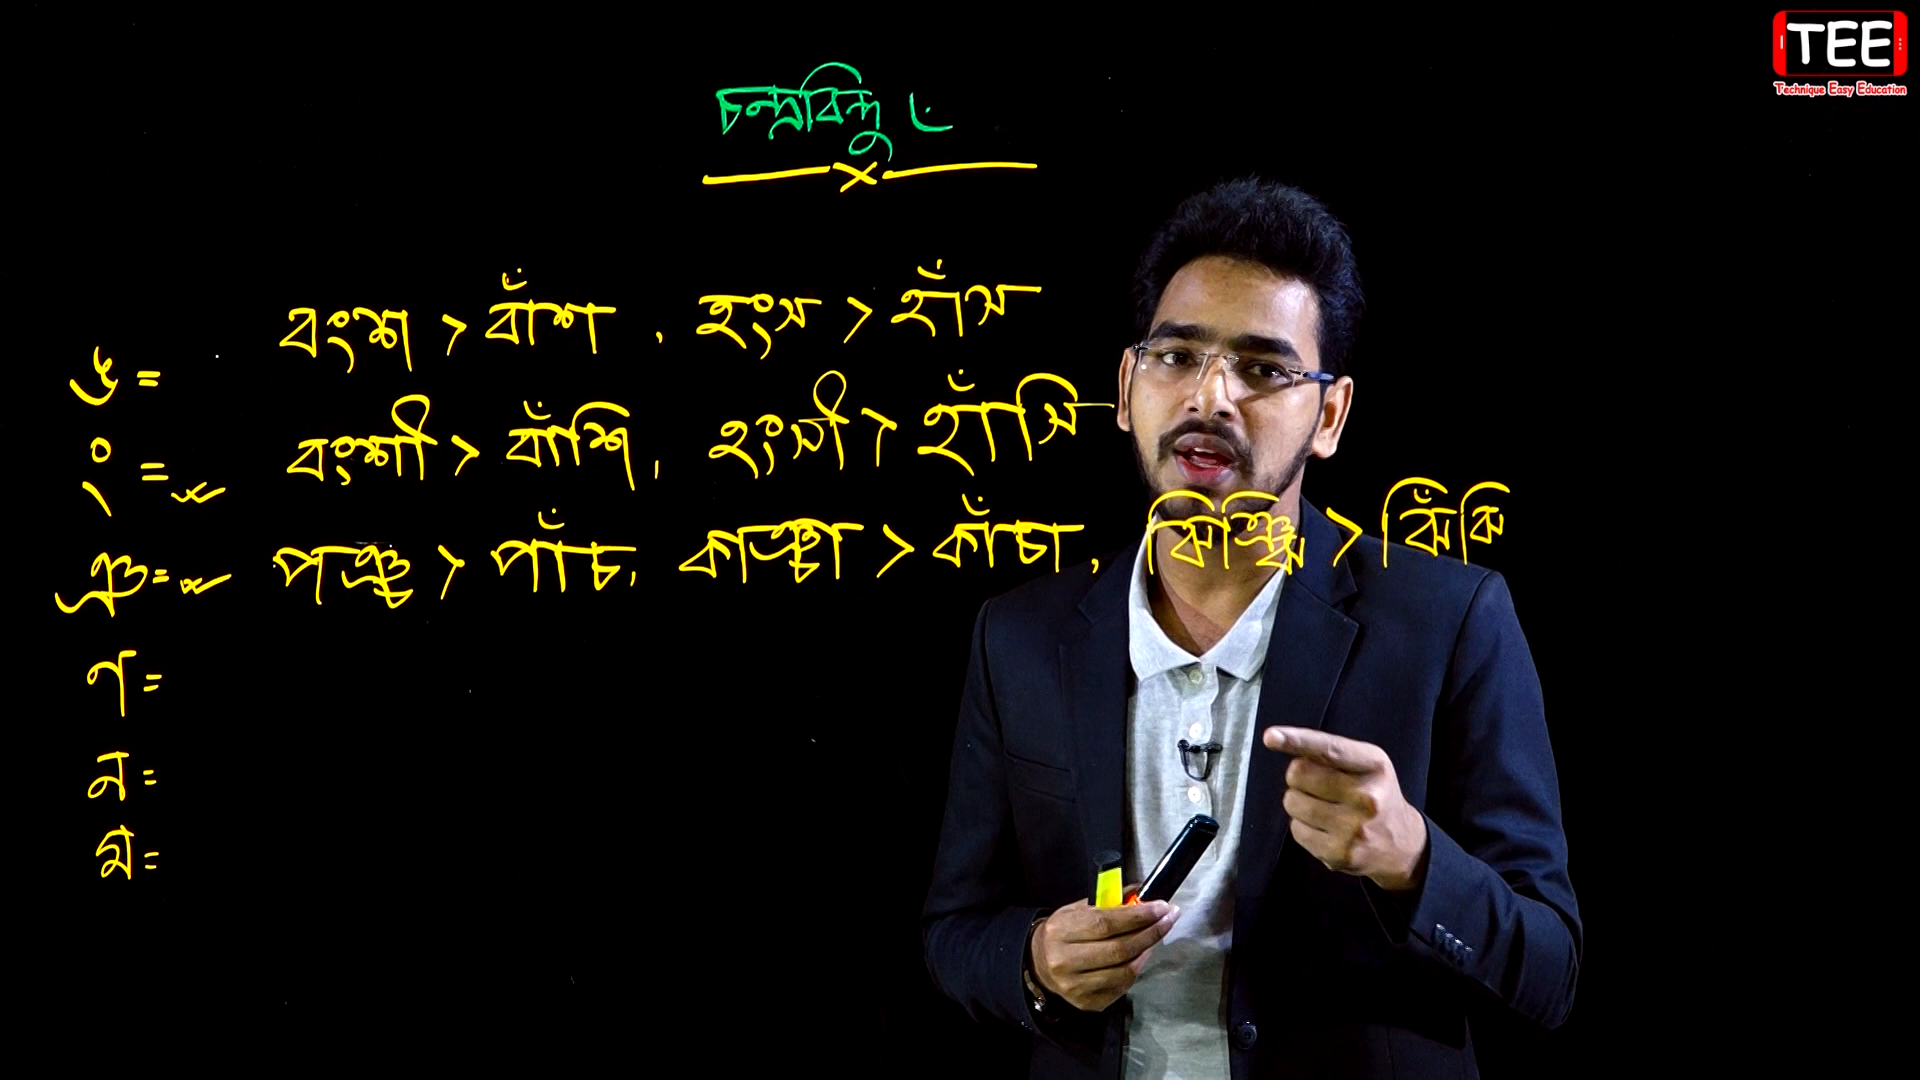 TEE
Technique Easy Education
চন্দ্রবিন্দু ঁ
বংশ > বাঁশ , হংস > হাঁস
ঙ =
বংশী > বাঁশি , হংসী > হাঁসি
ং =
ঞ = পঞ্চ > পাঁচ, কাঞ্চা > কাঁচা , ঝিঞ্ঝি > ঝিঁঝি
ণ =
ন =
ম =